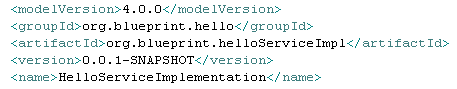 <modelVersion>4.0.0</modelVersion>
<groupId>org.blueprint.hello</groupId>
<artifactId>org.blueprint.helloServiceImpl</artifactId>
<version>0.0.1-SNAPSHOT</version>
<name>HelloServiceImplementation</name>